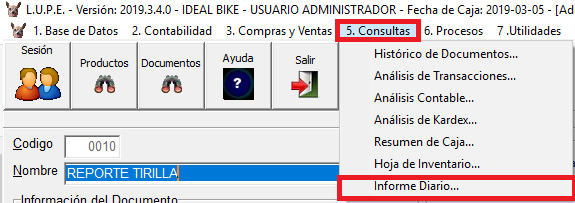 L.U.P.E. - Versión: 2019.3.4.0 - IDEAL BIKE - USUARIO ADMINISTRADOR - Fecha de Caja: 2019-03-05 - [Ad
1. Base de Datos 2. Contabilidad 3. Compras y Ventas 5. Consultas 6. Procesos 7 .Utilidades
Sesión
Productos
Documentos
Ayuda
?
Salir
Histórico de Documentos...
Análisis de Transacciones...
Análisis Contable...
Análisis de Kardex...
Resumen de Caja...
Hoja de Inventario...
Informe Diario...
Codigo 0010
Nombre REPORTE TIRILLA
Información del Documento